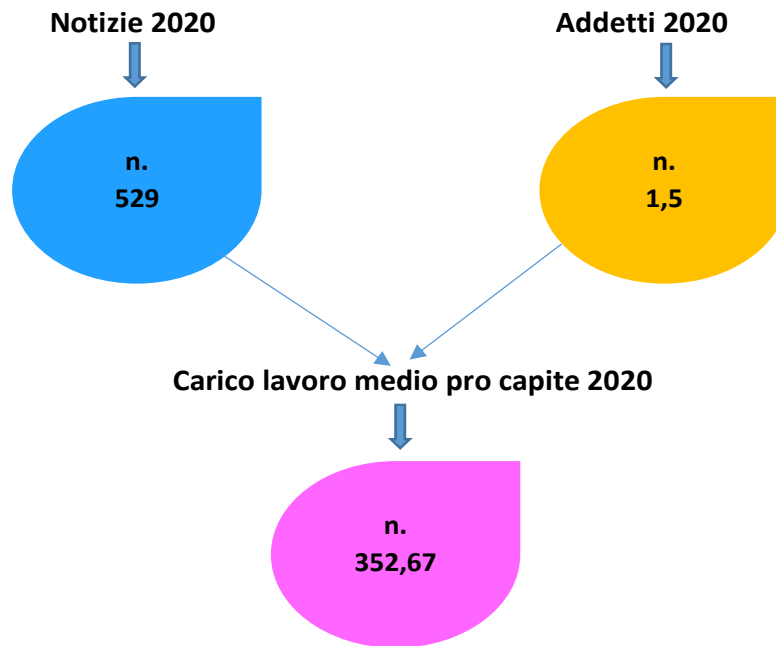 Notizie 2020
Addetti 2020
n.
529
n.
1,5
Carico lavoro medio pro capite 2020
n.
352,67